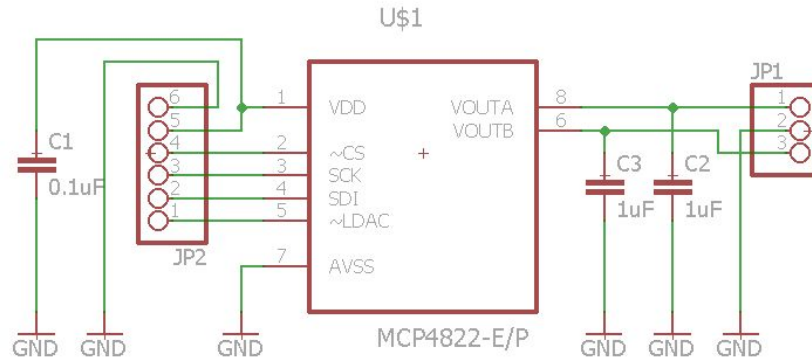 U$1
JP1
JP2
C1
0.1uF
6
5
4
3
2
1
1
2
3
4
5
7
VDD
~CS
SCK
SDI
~LDAC
AVSS
VOUTA
VOUTB
8
6
MCP4822-E/P
C3
1uF
C2
1uF
1
2
3
GND
GND
GND
GND
GND
GND